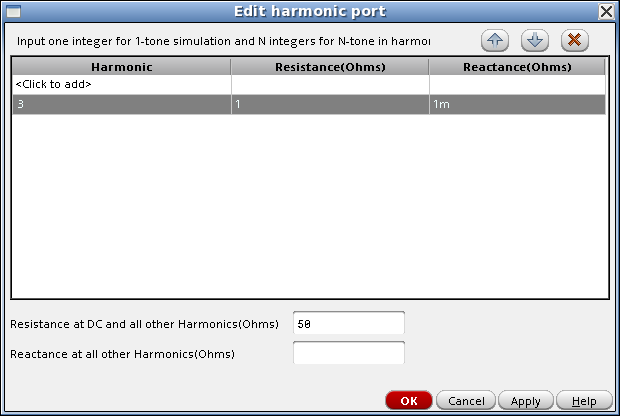 Edit harmonic port
Input one integer for 1-tone simulation and N integers for N-tone in harmor
Harmonic Resistance(Ohms) Reactance(Ohms)
<Click to add>
3 1 1m
Resistance at DC and all other Harmonics(Ohms) 50
Reactance at all other Harmonics(Ohms)
OK Cancel Apply Help